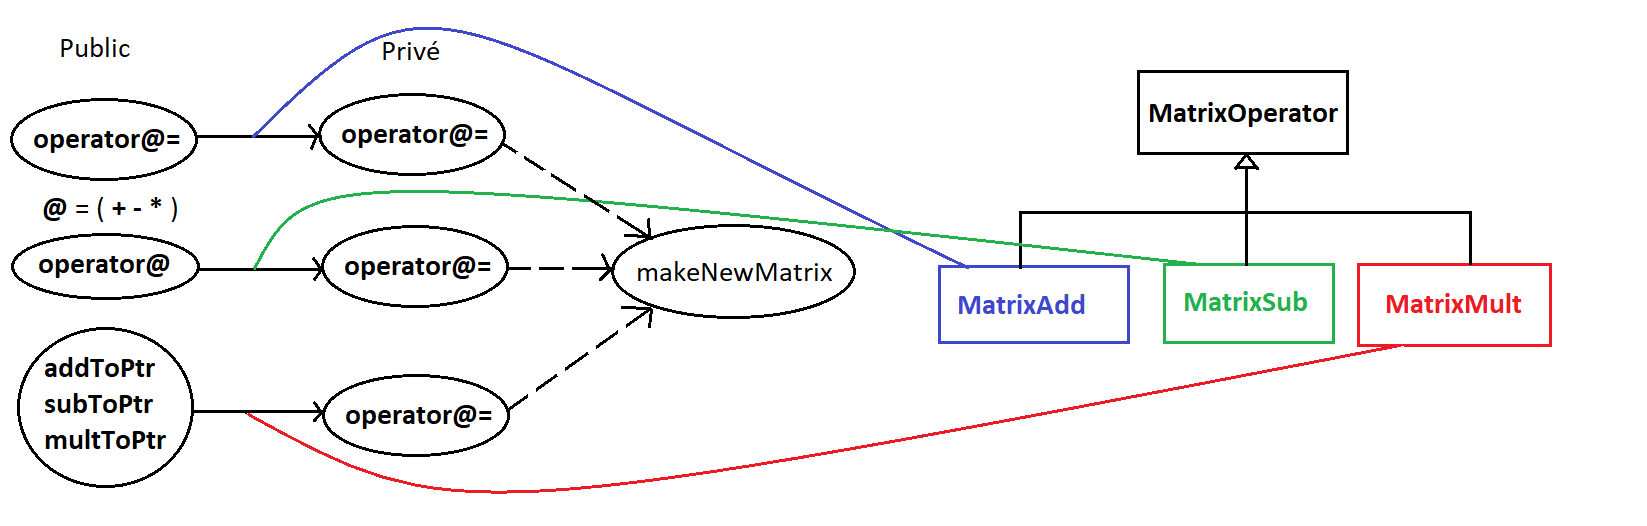 Public
Privé
operator@=
operator@=
MatrixOperator
@ = ( + - * )
operator@
operator@=
makeNewMatrix
MatrixAdd
MatrixSub
MatrixMult
addToPtr
subToPtr
multToPtr
operator@=